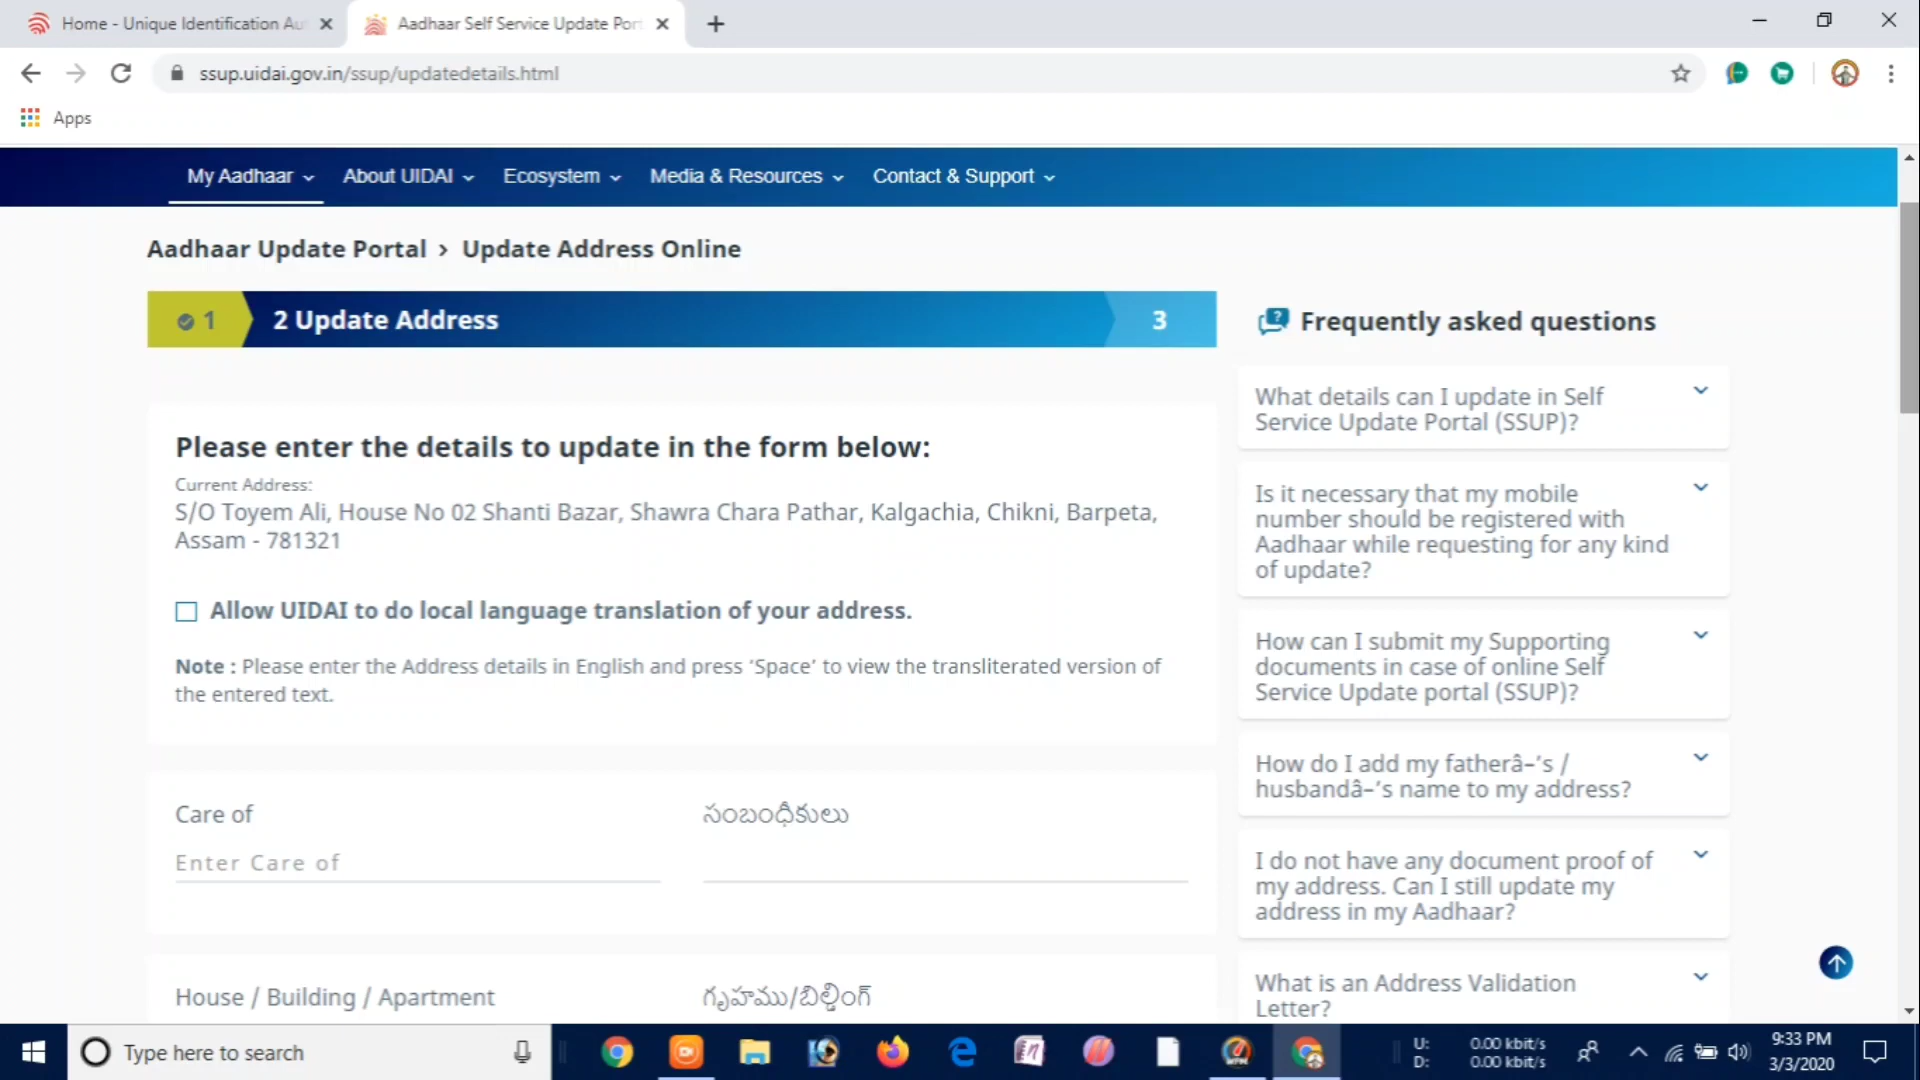 Home - Unique Identification Au
Aadhaar Self Service Update Port
ssup.uidai.gov.in/ssup/updatedetails.html
Apps
My Aadhaar
About UIDAI
Ecosystem
Media & Resources
Contact & Support
Aadhaar Update Portal › Update Address Online
1
2 Update Address
3
Please enter the details to update in the form below:
Current Address:
S/O Toyem Ali, House No 02 Shanti Bazar, Shawra Chara Pathar, Kalgachia, Chikni, Barpeta,
Assam - 781321
Allow UIDAI to do local language translation of your address.
Note : Please enter the Address details in English and press ‘Space’ to view the transliterated version of
the entered text.
Care of
సంబంధీకులు
Enter Care of
House / Building / Apartment
గృహము/బిల్డింగ్
Frequently asked questions
What details can I update in Self
Service Update Portal (SSUP)?
Is it necessary that my mobile
number should be registered with
Aadhaar while requesting for any kind
of update?
How can I submit my Supporting
documents in case of online Self
Service Update portal (SSUP)?
How do I add my fatherâ–’s /
husbandâ–’s name to my address?
I do not have any document proof of
my address. Can I still update my
address in my Aadhaar?
What is an Address Validation
Letter?
Type here to search
U: 0.00 kbit/s
D: 0.00 kbit/s
9:33 PM
3/3/2020